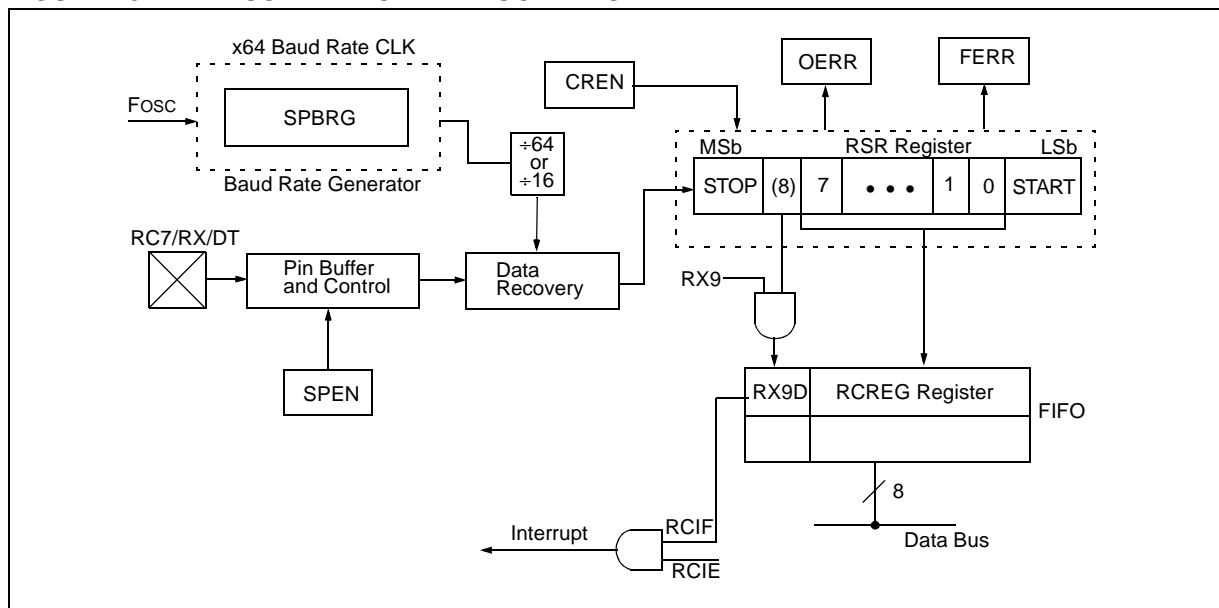 x64 Baud Rate CLK
FOSC
SPBRG
Baud Rate Generator
÷64
or
÷16
CREN
OERR
FERR
MSb
RSR Register
LSb
STOP (8) 7 • • • 1 0 START
RC7/RX/DT
Pin Buffer
and Control
Data
Recovery
SPEN
RX9
RX9D
RCREG Register
FIFO
8
Data Bus
Interrupt
RCIF
RCIE